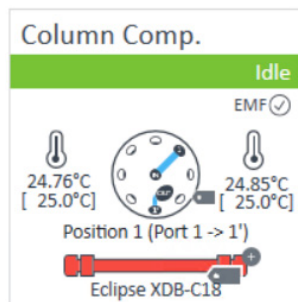 Column Comp.
Idle
EMF
24.76°C
[ 25.0°C]
24.85°C
[ 25.0°C]
Position 1 (Port 1 -> 1')
Eclipse XDB-C18